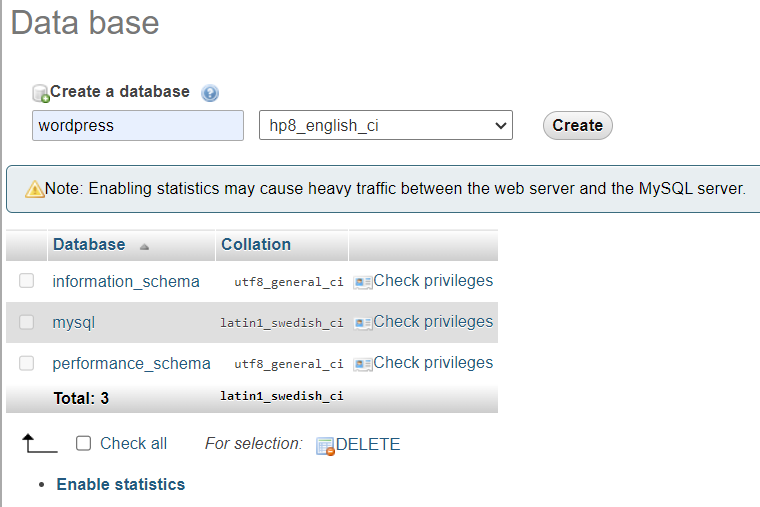 Data base
Create a database
wordpress hp8_english_ci Create
Note: Enabling statistics may cause heavy traffic between the web server and the MySQL server.
Database Collation
information_schema utf8_general_ci Check privileges
mysql latin1_swedish_ci Check privileges
performance_schema utf8_general_ci Check privileges
Total: 3 latin1_swedish_ci
Check all For selection: DELETE
• Enable statistics